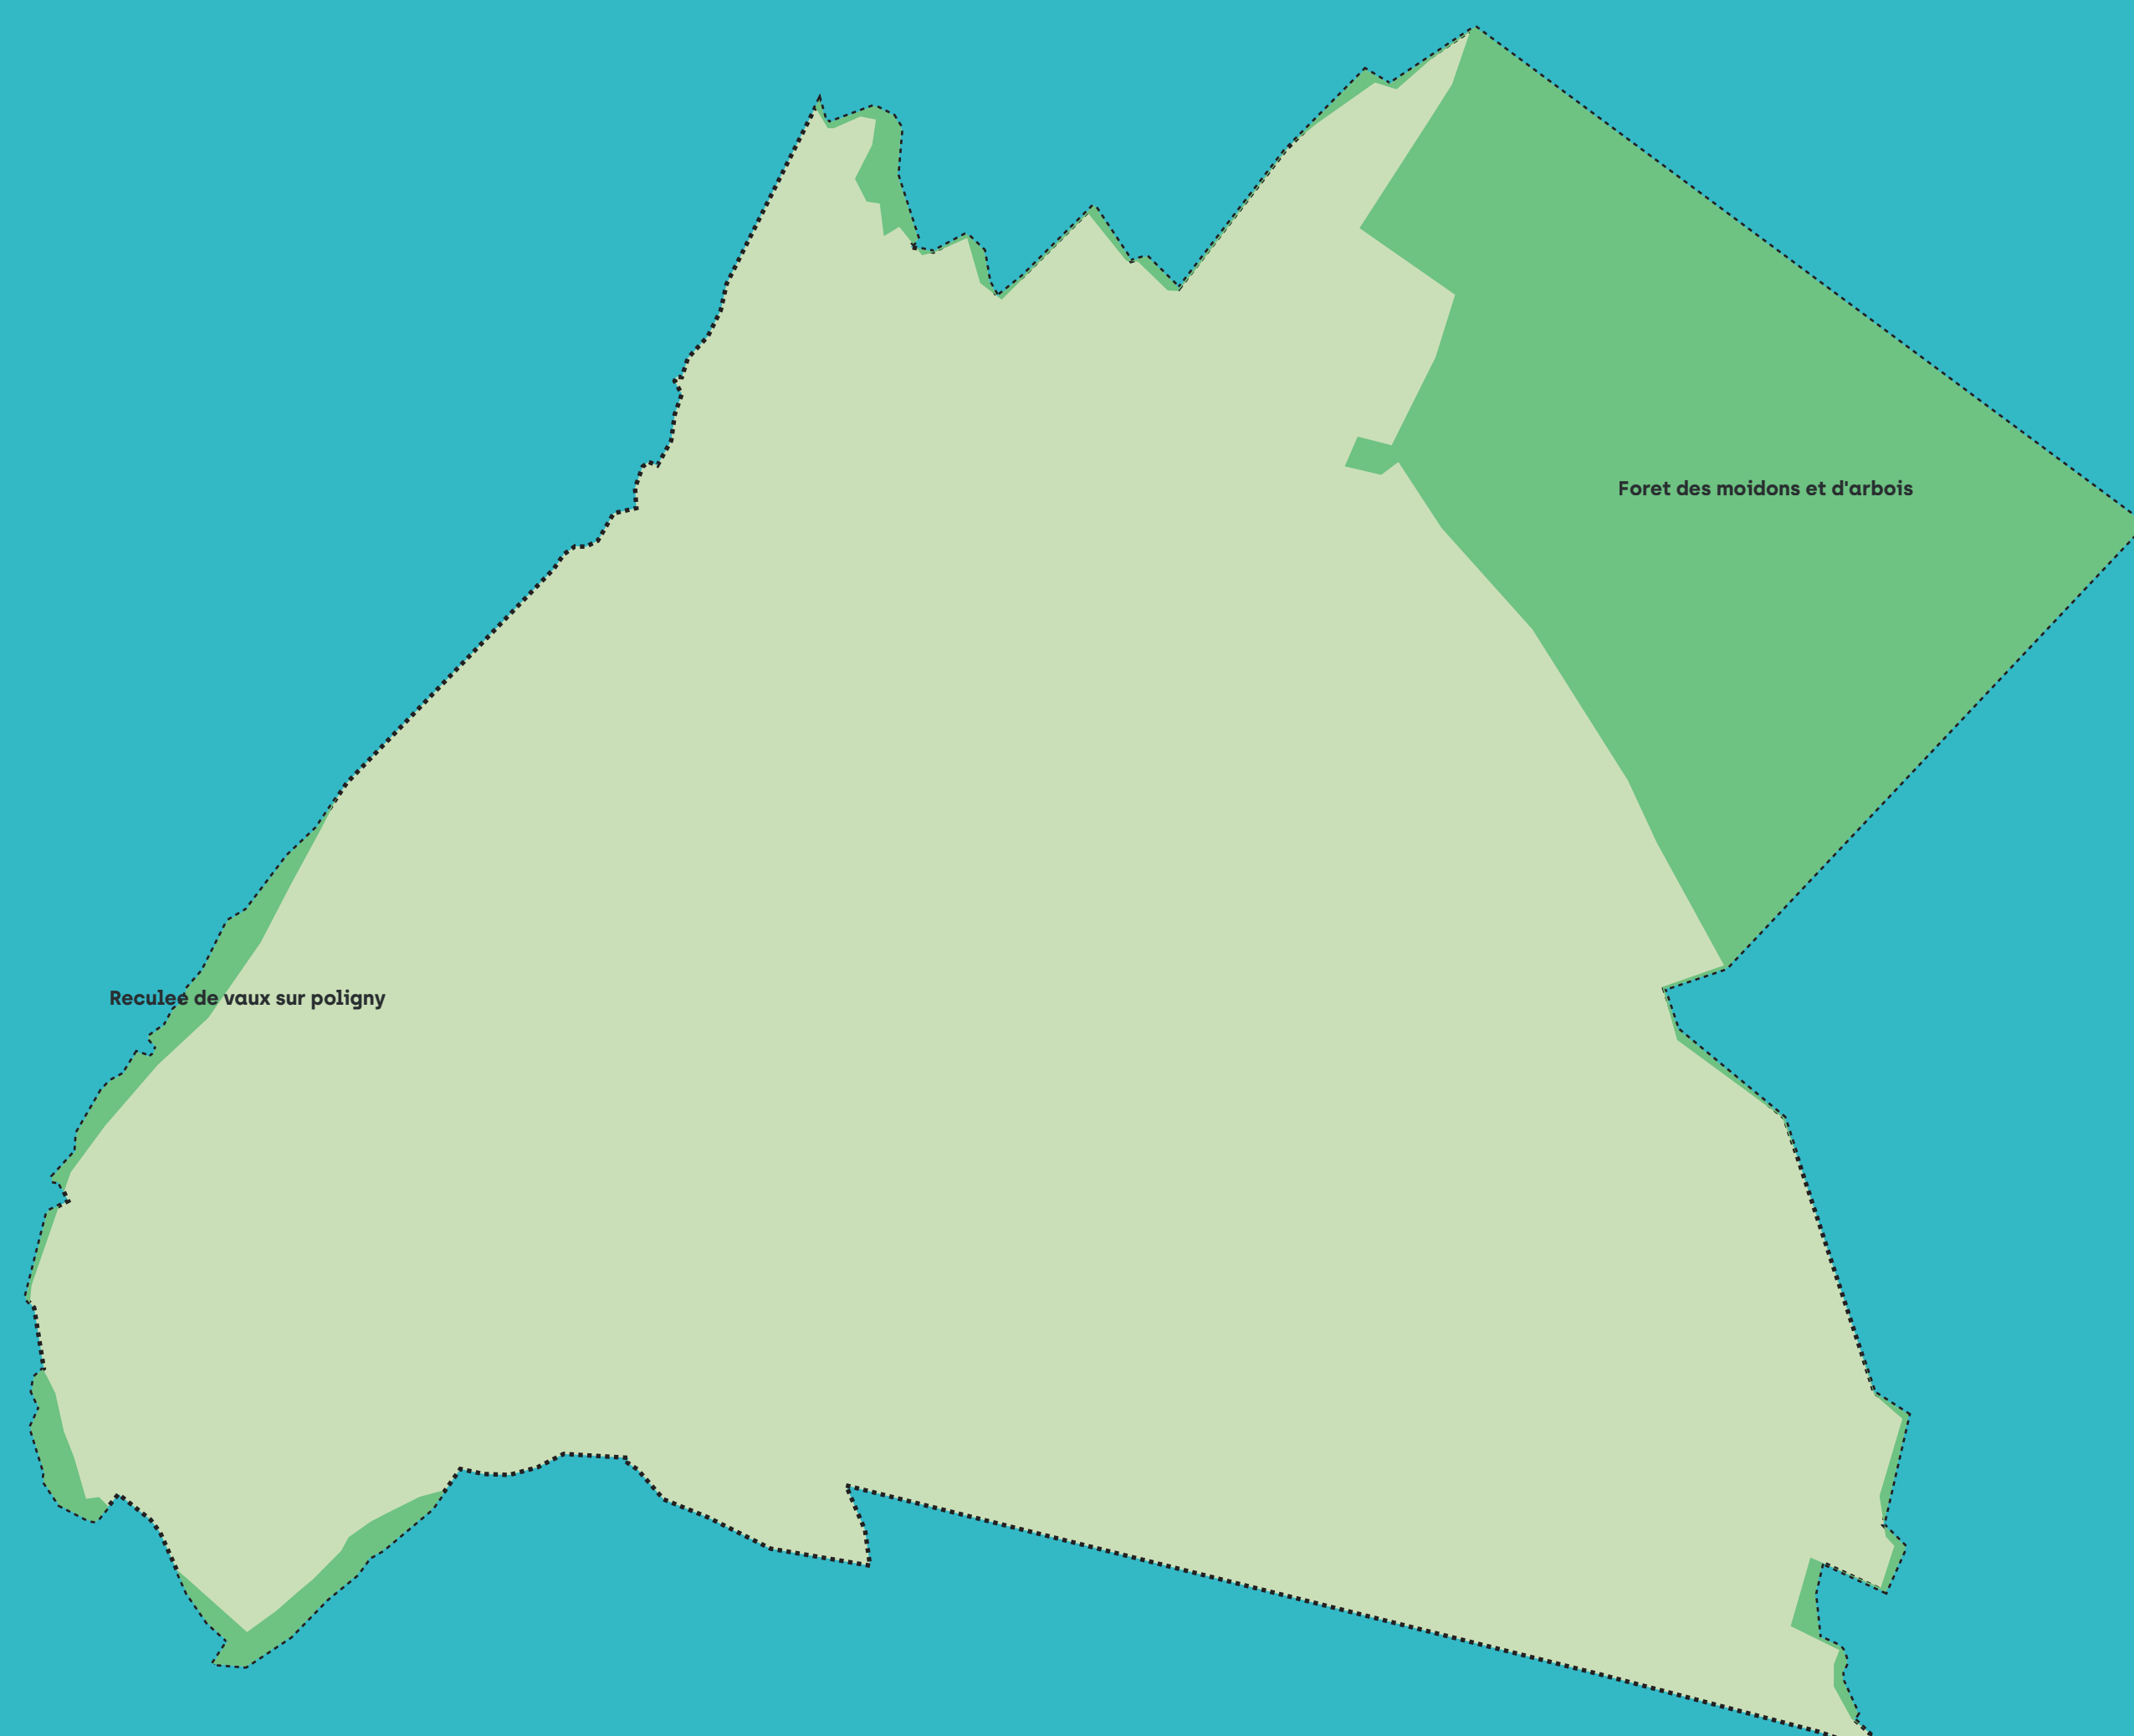 Foret des moidons et d'arbois
Reculee de vaux sur poligny